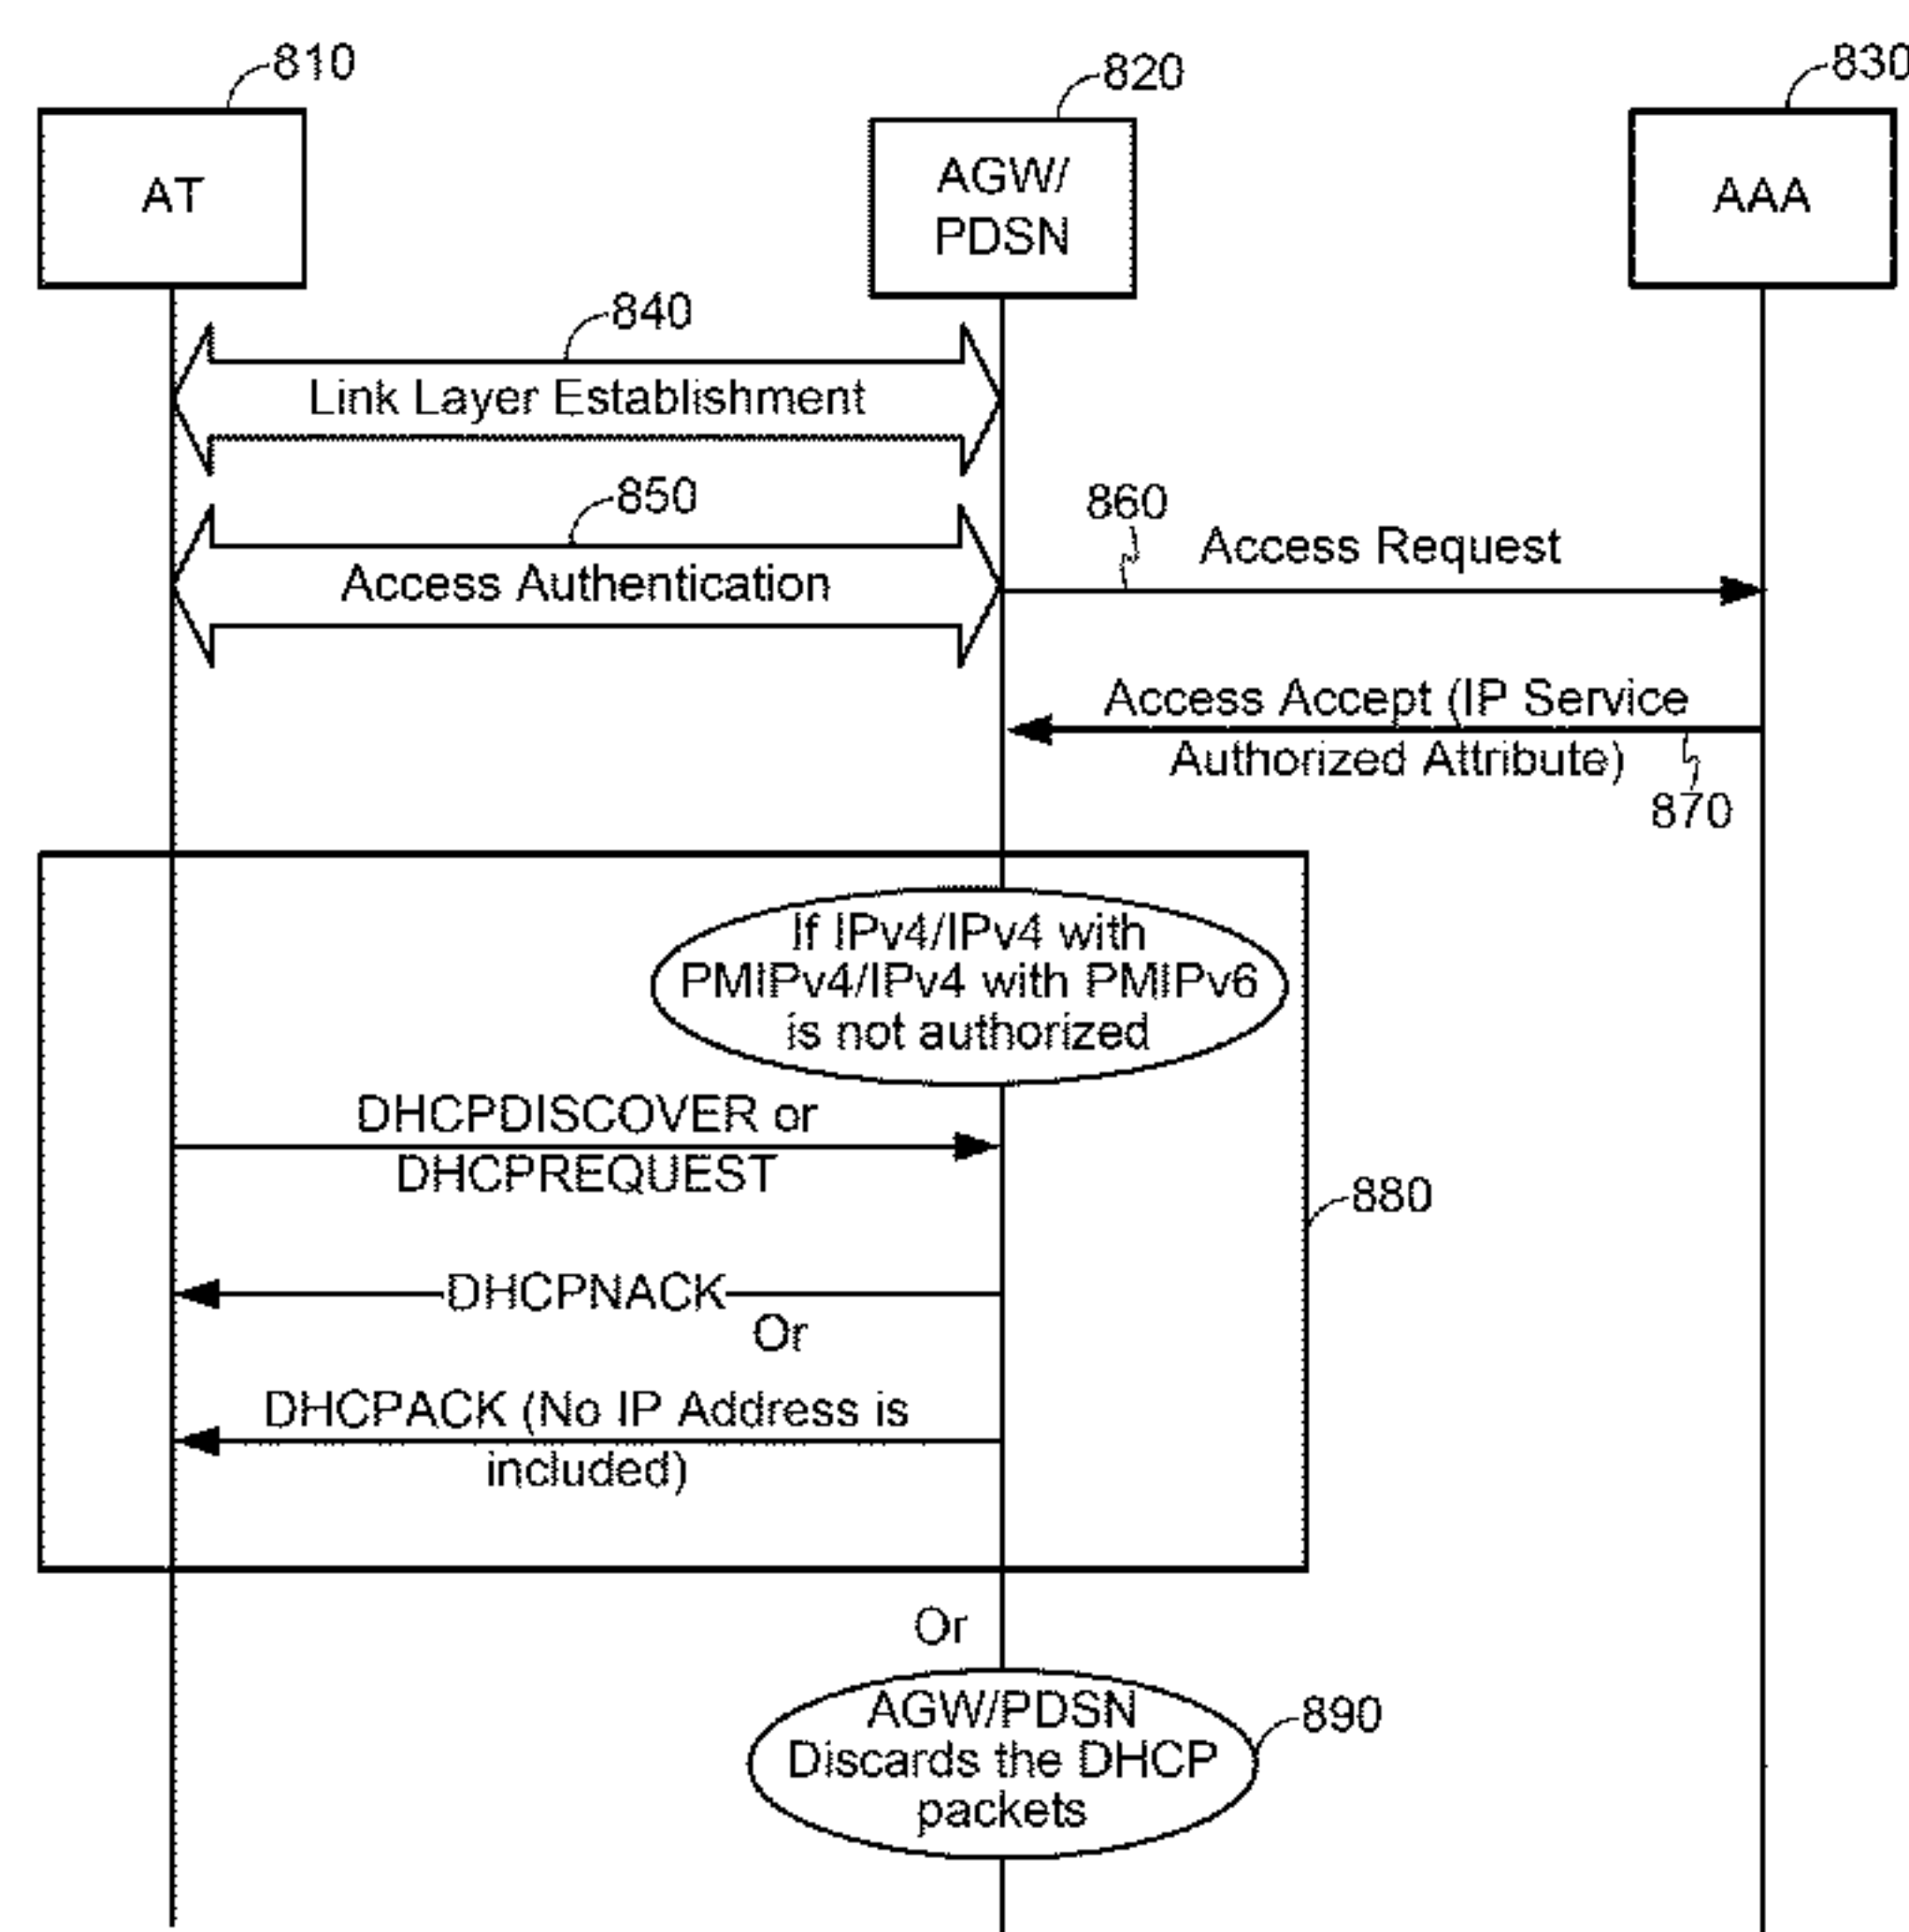 810
820
830
AT
AGW/
PDSN
AAA
840
Link Layer Establishment
850
Access Authentication
860
Access Request
Access Accept (IP Service
Authorized Attribute)
870
If IPv4/IPv4 with
PMIPv4/IPv4 with PMIPv6
is not authorized
DHCPDISCOVER or
DHCPREQUEST
880
DHCPNACK
Or
DHCPACK (No IP Address is
included)
Or
AGW/PDSN
Discards the DHCP
packets
890